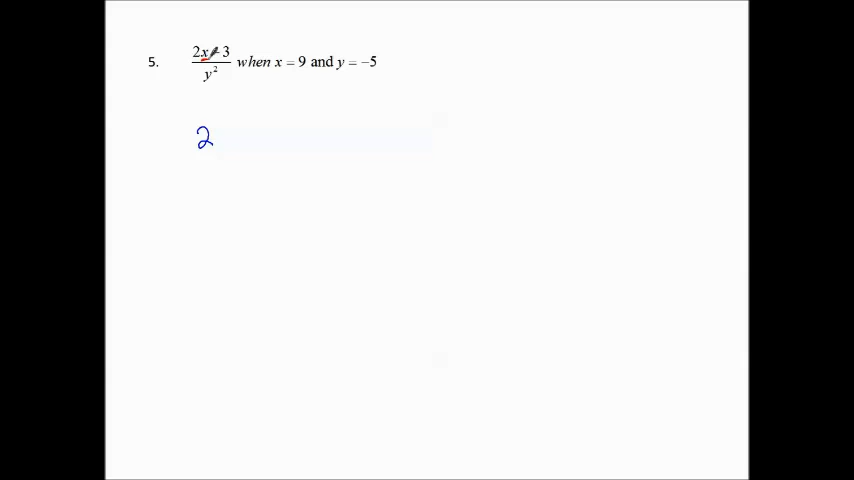 5. 2x-3/y² when x = 9 and y = -5
2